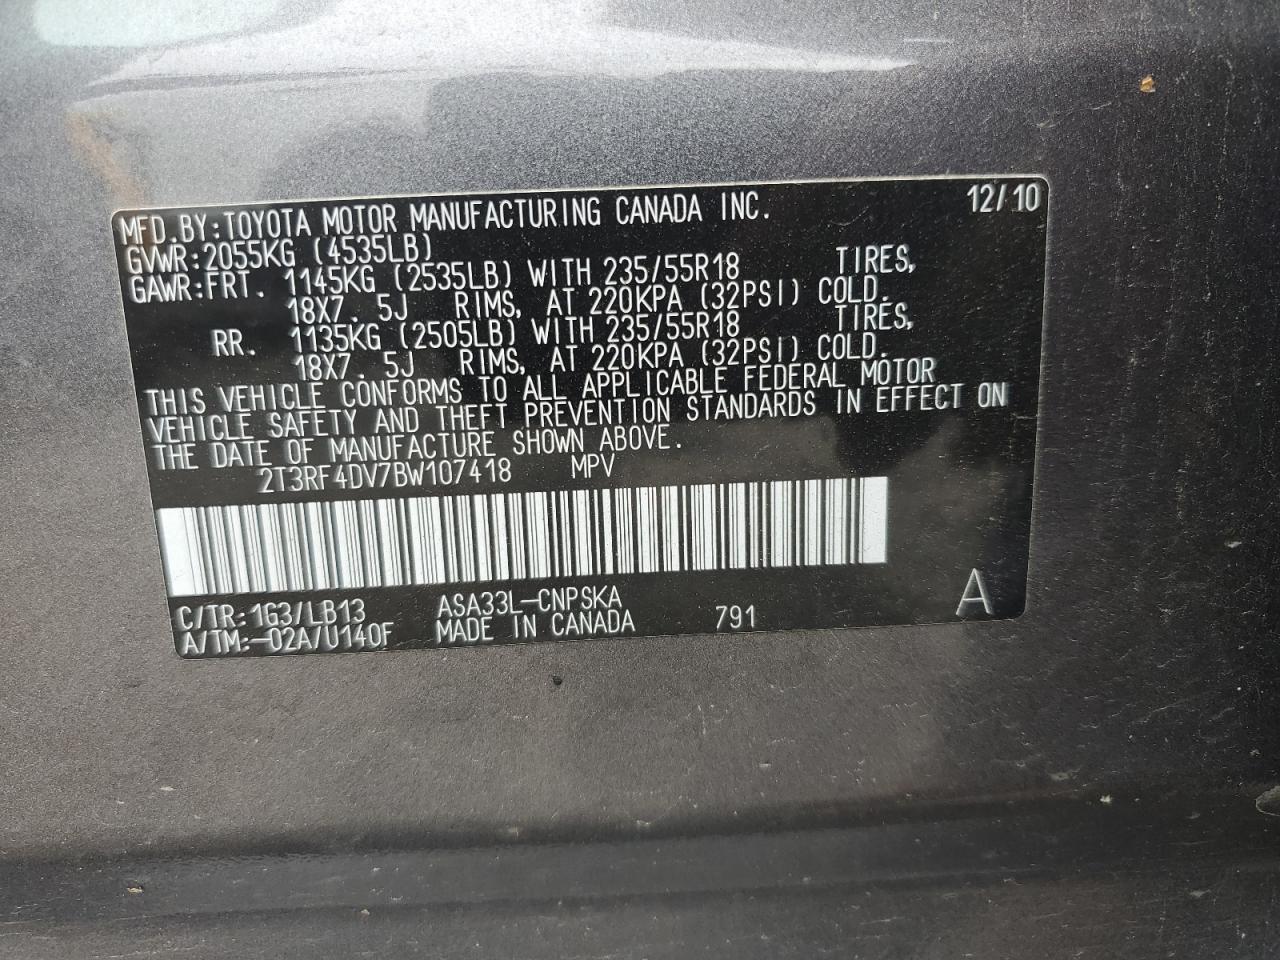 MFD.BY:TOYOTA MOTOR MANUFACTURING CANADA INC. 12/10
GVWR:2055KG (4535LB)
GAWR:FRT. 1145KG (2535LB) WITH 235/55R18 TIRES,
18X7.5J RIMS, AT 220KPA (32PSI) COLD.
RR. 1135KG (2505LB) WITH 235/55R18 TIRES,
18X7.5J RIMS, AT 220KPA (32PSI) COLD.
THIS VEHICLE CONFORMS TO ALL APPLICABLE FEDERAL MOTOR
VEHICLE SAFETY AND THEFT PREVENTION STANDARDS IN EFFECT ON
THE DATE OF MANUFACTURE SHOWN ABOVE.
2T3RF4DV7BW107418 MPV
C/TR:1G3/LB13 ASA33L-CNPSKA A
A/TM:-02A/U140F MADE IN CANADA 791